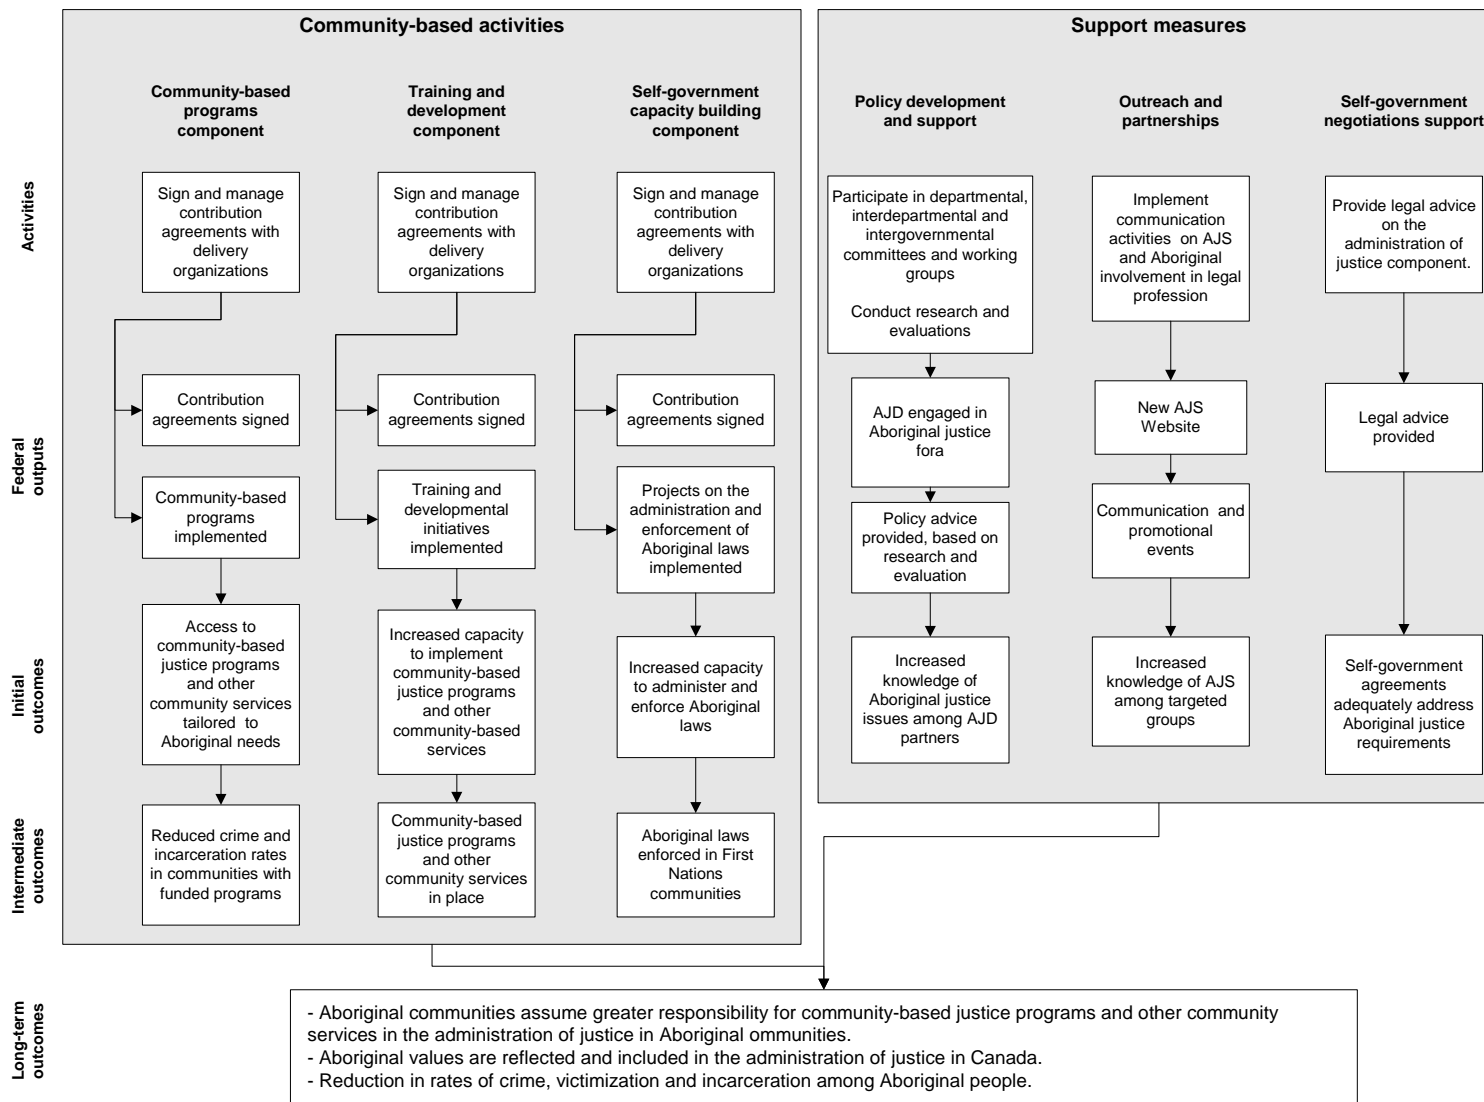 Community-based activities
Support measures
Community-based
programs
component
Training and
development
component
Self-government
capacity building
component
Policy development
and support
Outreach and
partnerships
Self-government
negotiations support
Activities
Sign and manage
contribution
agreements with
delivery
organizations
Sign and manage
contribution
agreements with
delivery
organizations
Sign and manage
contribution
agreements with
delivery
organizations
Participate in departmental,
interdepartmental and
intergovernmental
committees and working
groups
Conduct research and
evaluations
Implement
communication
activities on AJS
and Aboriginal
involvement in legal
profession
Provide legal advice
on the
administration of
justice component.
Federal
outputs
Contribution
agreements signed
Contribution
agreements signed
Contribution
agreements signed
AJD engaged in
Aboriginal justice
fora
New AJS
Website
Legal advice
provided
Community-based
programs
implemented
Training and
developmental
initiatives
implemented
Projects on the
administration and
enforcement of
Aboriginal laws
implemented
Policy advice
provided, based on
research and
evaluation
Communication and
promotional
events
Initial
outcomes
Access to
community-based
justice programs
and other
community services
tailored to
Aboriginal needs
Increased capacity
to implement
community-based
justice programs
and other
community-based
services
Increased capacity
to administer and
enforce Aboriginal
laws
Increased
knowledge of
Aboriginal justice
issues among AJD
partners
Increased
knowledge of AJS
among targeted
groups
Self-government
agreements
adequately address
Aboriginal justice
requirements
Intermediate
outcomes
Reduced crime and
incarceration rates
in communities with
funded programs
Community-based
justice programs
and other
community services
in place
Aboriginal laws
enforced in First
Nations
communities
Long-term
outcomes
- Aboriginal communities assume greater responsibility for community-based justice programs and other community
services in the administration of justice in Aboriginal ommunities.
- Aboriginal values are reflected and included in the administration of justice in Canada.
- Reduction in rates of crime, victimization and incarceration among Aboriginal people.